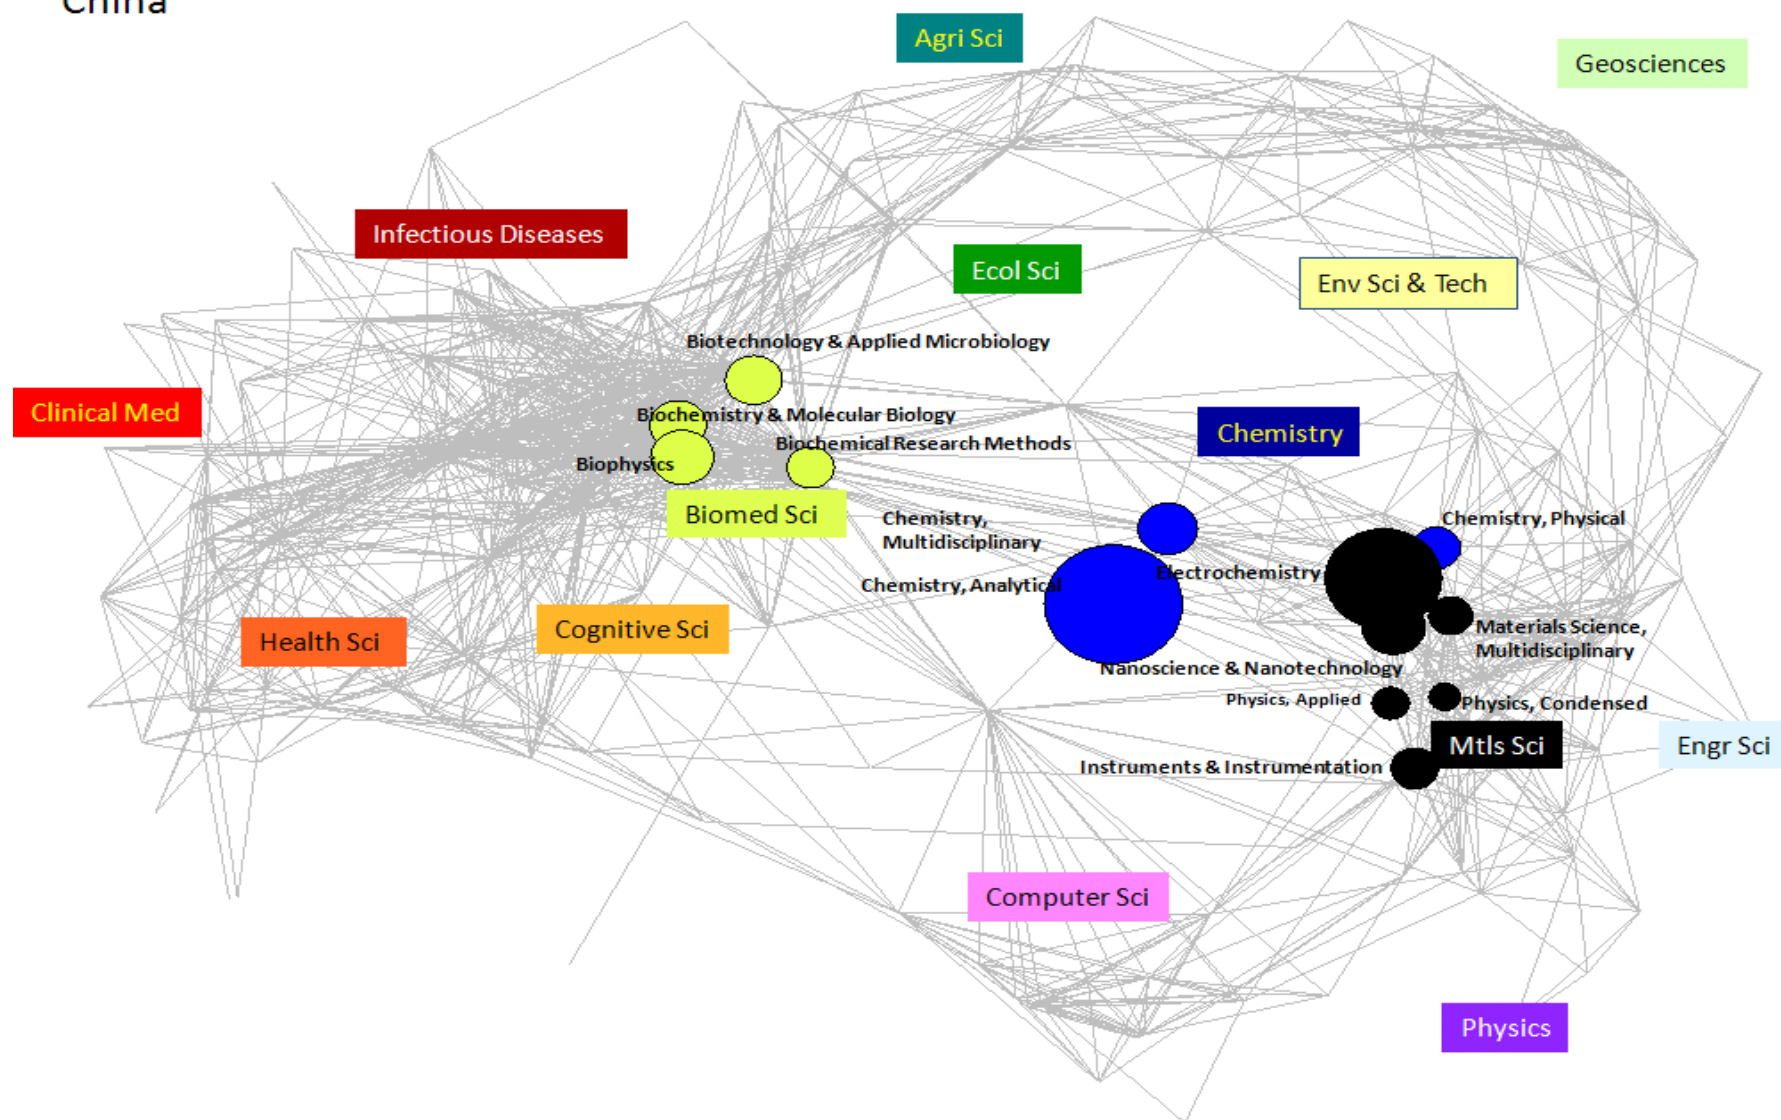 China
Agri Sci
Geosciences
Infectious Diseases
Ecol Sci
Env Sci & Tech
Biotechnology & Applied Microbiology
Clinical Med
Biochemistry & Molecular Biology
Chemistry
Biochemical Research Methods
Biophysics
Biomed Sci
Chemistry,
Multidisciplinary
Chemistry, Physical
Electrochemistry
Chemistry, Analytical
Health Sci
Cognitive Sci
Materials Science,
Multidisciplinary
Nanoscience & Nanotechnology
Physics, Applied
Physics, Condensed
Mtls Sci
Engr Sci
Instruments & Instrumentation
Computer Sci
Physics